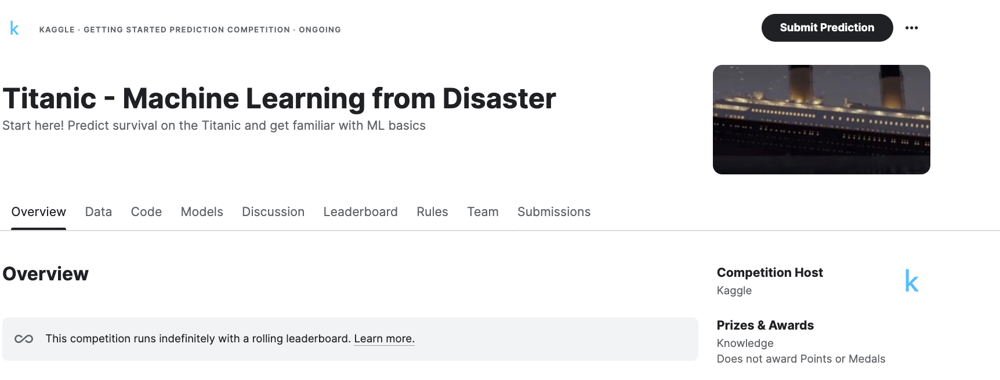 k KAGGLE · GETTING STARTED PREDICTION COMPETITION · ONGOING
Submit Prediction
Titanic - Machine Learning from Disaster
Start here! Predict survival on the Titanic and get familiar with ML basics
Overview Data Code Models Discussion Leaderboard Rules Team Submissions
Overview
This competition runs indefinitely with a rolling leaderboard. Learn more.
Competition Host
Kaggle
k
Prizes & Awards
Knowledge
Does not award Points or Medals